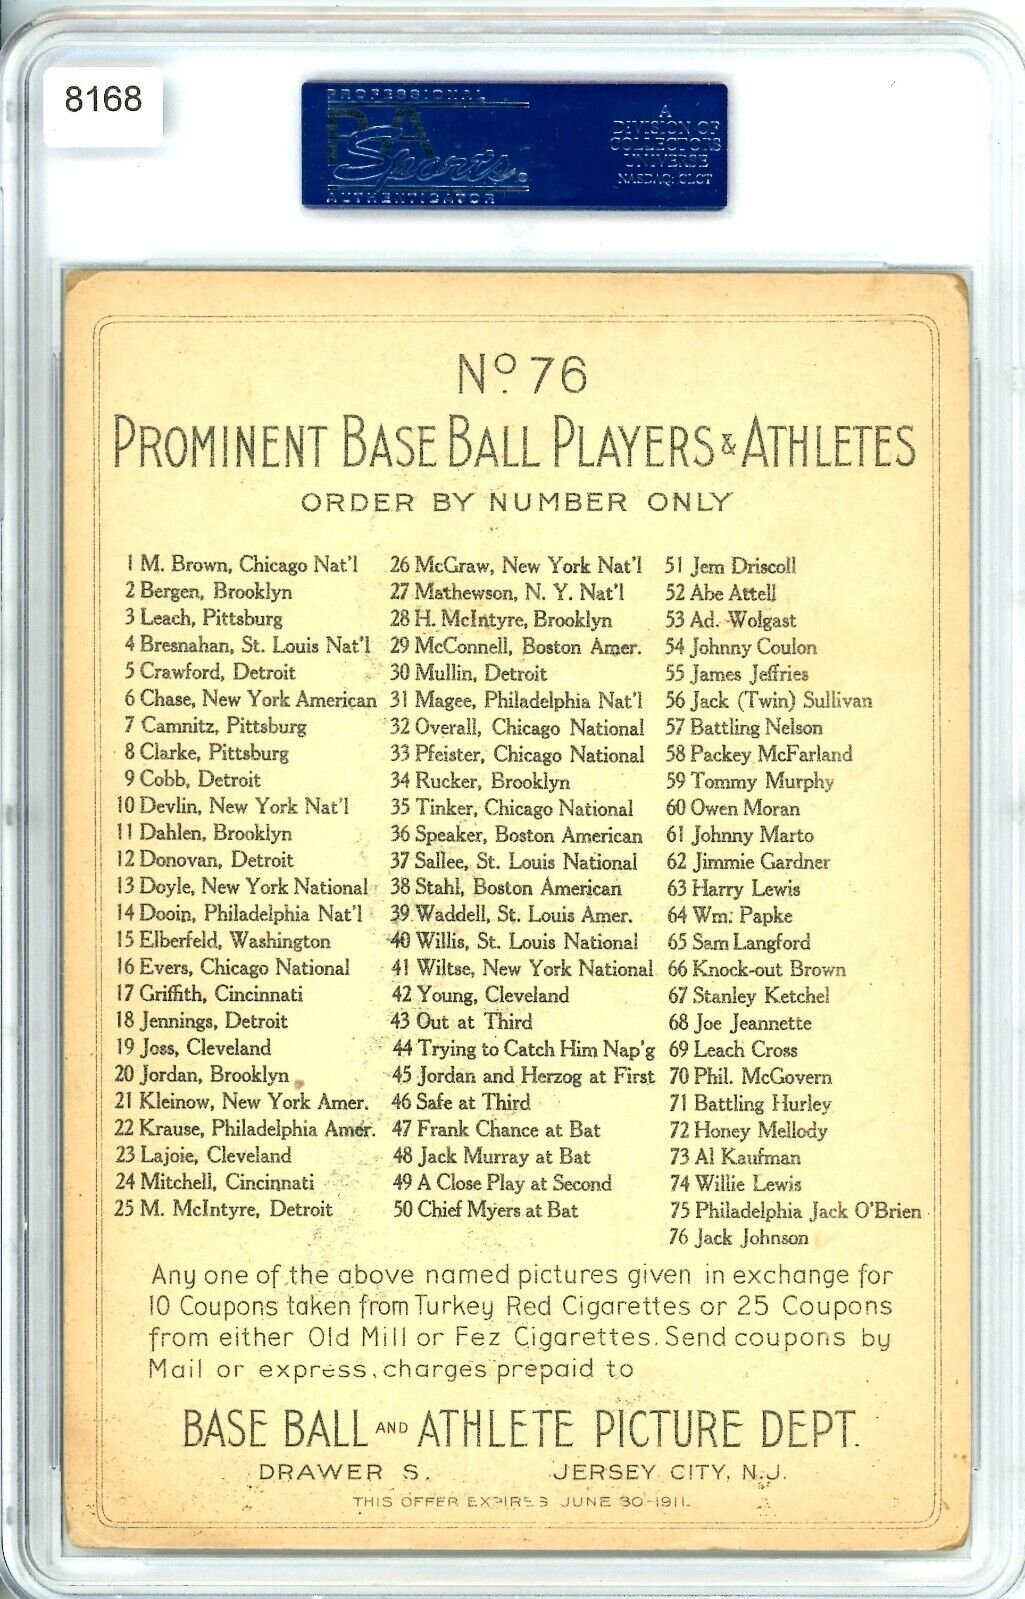 8168
PROFESSIONAL
PSA
Sports
AUTHENTICATOR
A
DIVISION OF
COLLECTORS
UNIVERSE
NASDAQ: CLCT
Nº 76
PROMINENT BASE BALL PLAYERS & ATHLETES
ORDER BY NUMBER ONLY
1 M. Brown, Chicago Nat'l
2 Bergen, Brooklyn
3 Leach, Pittsburg
4 Bresnahan, St. Louis Nat'l
5 Crawford, Detroit
6 Chase, New York American
7 Camnitz, Pittsburg
8 Clarke, Pittsburg
9 Cobb, Detroit
10 Devlin, New York Nat'l
11 Dahlen, Brooklyn
12 Donovan, Detroit
13 Doyle, New York National
14 Dooin, Philadelphia Nat'l
15 Elberfeld, Washington
16 Evers, Chicago National
17 Griffith, Cincinnati
18 Jennings, Detroit
19 Joss, Cleveland
20 Jordan, Brooklyn
21 Kleinow, New York Amer.
22 Krause, Philadelphia Amer.
23 Lajoie, Cleveland
24 Mitchell, Cincinnati
25 M. McIntyre, Detroit
26 McGraw, New York Nat'l
27 Mathewson, N. Y. Nat'l
28 H. McIntyre, Brooklyn
29 McConnell, Boston Amer.
30 Mullin, Detroit
31 Magee, Philadelphia Nat'l
32 Overall, Chicago National
33 Pfeister, Chicago National
34 Rucker, Brooklyn
35 Tinker, Chicago National
36 Speaker, Boston American
37 Sallee, St. Louis National
38 Stahl, Boston American
39 Waddell, St. Louis Amer.
40 Willis, St. Louis National
41 Wiltse, New York National
42 Young, Cleveland
43 Out at Third
44 Trying to Catch Him Nap'g
45 Jordan and Herzog at First
46 Safe at Third
47 Frank Chance at Bat
48 Jack Murray at Bat
49 A Close Play at Second
50 Chief Myers at Bat
51 Jem Driscoll
52 Abe Attell
53 Ad. Wolgast
54 Johnny Coulon
55 James Jeffries
56 Jack (Twin) Sullivan
57 Battling Nelson
58 Packey McFarland
59 Tommy Murphy
60 Owen Moran
61 Johnny Marto
62 Jimmie Gardner
63 Harry Lewis
64 Wm. Papke
65 Sam Langford
66 Knock-out Brown
67 Stanley Ketchel
68 Joe Jeannette
69 Leach Cross
70 Phil. McGovern
71 Battling Hurley
72 Honey Mellody
73 Al Kaufman
74 Willie Lewis
75 Philadelphia Jack O'Brien
76 Jack Johnson
Any one of the above named pictures given in exchange for
10 Coupons taken from Turkey Red Cigarettes or 25 Coupons
from either Old Mill or Fez Cigarettes. Send coupons by
Mail or express, charges prepaid to
BASE BALL AND ATHLETE PICTURE DEPT.
DRAWER S. JERSEY CITY, N.J.
THIS OFFER EXPIRES JUNE 30-1911.